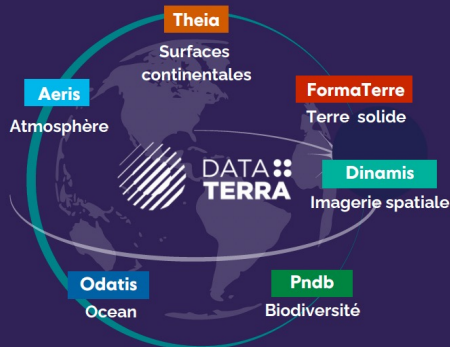 Theia
Surfaces
continentales
Aeris
Atmosphère
FormaTerre
Terre solide
DATA
TERRA
Dinamis
Imagerie spatiale
Odatis
Ocean
Pndb
Biodiversité